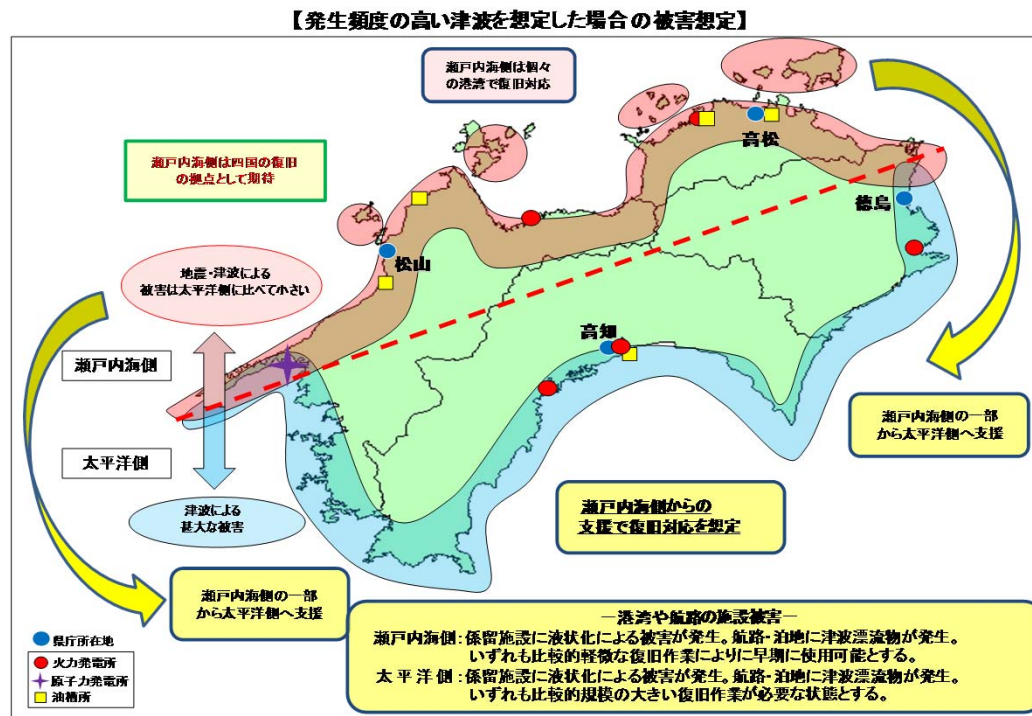 【発生頻度の高い津波を想定した場合の被害想定】
瀬戸内海側は個々
の港湾で復旧対応
瀬戸内海側は四国の復旧
の拠点として期待
高松
徳島
松山
地震・津波による
被害は太平洋側に比べて小さい
高知
瀬戸内海側
太平洋側
瀬戸内海側の一部
から太平洋側へ支援
津波による
甚大な被害
瀬戸内海側からの
支援で復旧対応を想定
瀬戸内海側の一部
から太平洋側へ支援
県庁所在地
火力発電所
原子力発電所
油槽所
―港湾や航路の施設被害―
瀬戸内海側:係留施設に液状化による被害が発生。航路・泊地に津波漂流物が発生。
いずれも比較的軽微な復旧作業によりに早期に使用可能とする。
太 平 洋 側:係留施設に液状化による被害が発生。航路・泊地に津波漂流物が発生。
いずれも比較的規模の大きい復旧作業が必要な状態とする。